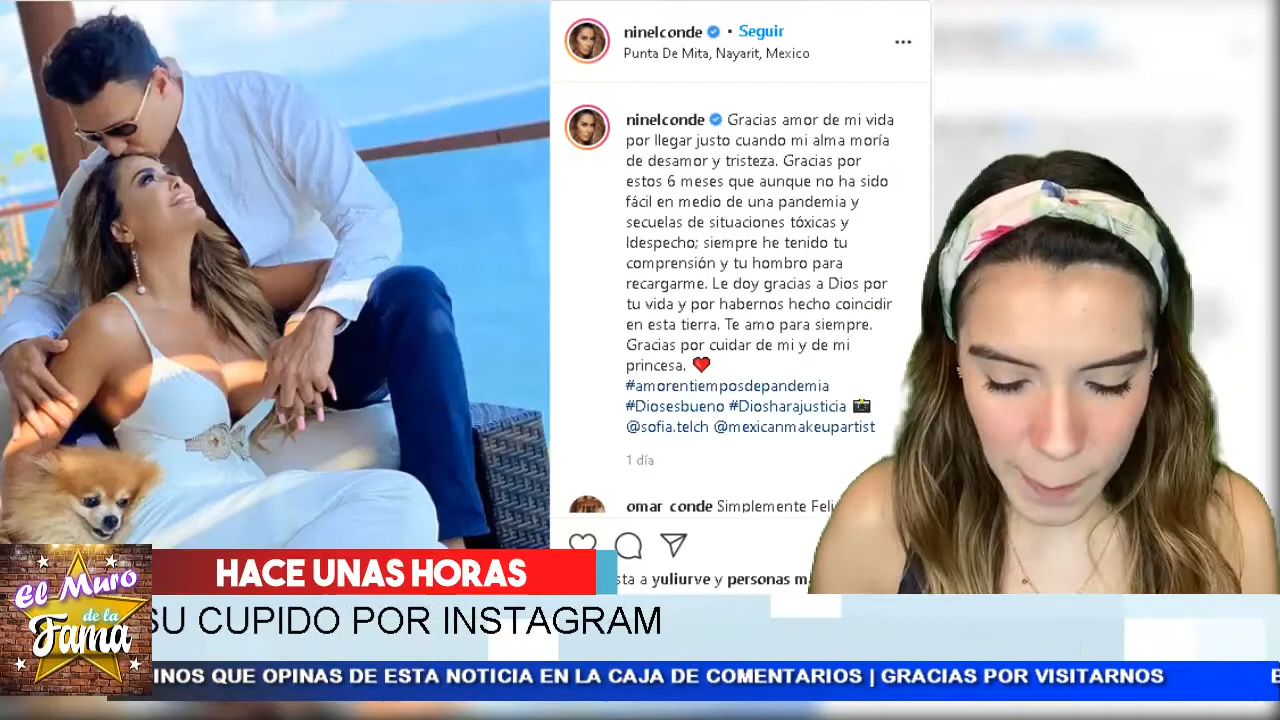 ninelconde • Seguir
Punta De Mita, Nayarit, Mexico
ninelconde Gracias amor de mi vida
por llegar justo cuando mi alma moría
de desamor y tristeza. Gracias por
estos 6 meses que aunque no ha sido
fácil en medio de una pandemia y
secuelas de situaciones tóxicas y
ldespecho; siempre he tenido tu
comprensión y tu hombro para
recargarme. Le doy gracias a Dios por
tu vida y por habernos hecho coincidir
en esta tierra. Te amo para siempre.
Gracias por cuidar de mi y de mi
princesa. ❤️
#amorentiemposdepandemia
#Diosesbueno #Diosharajusticia 📸
@sofia.telch @mexicanmakeupartist
1 día
omar_conde Simplemente Feli
sta a yuliurve y personas m
HACE UNAS HORAS
El Muro
de la
Fama
SU CUPIDO POR INSTAGRAM
INOS QUE OPINAS DE ESTA NOTICIA EN LA CAJA DE COMENTARIOS | GRACIAS POR VISITARNOS